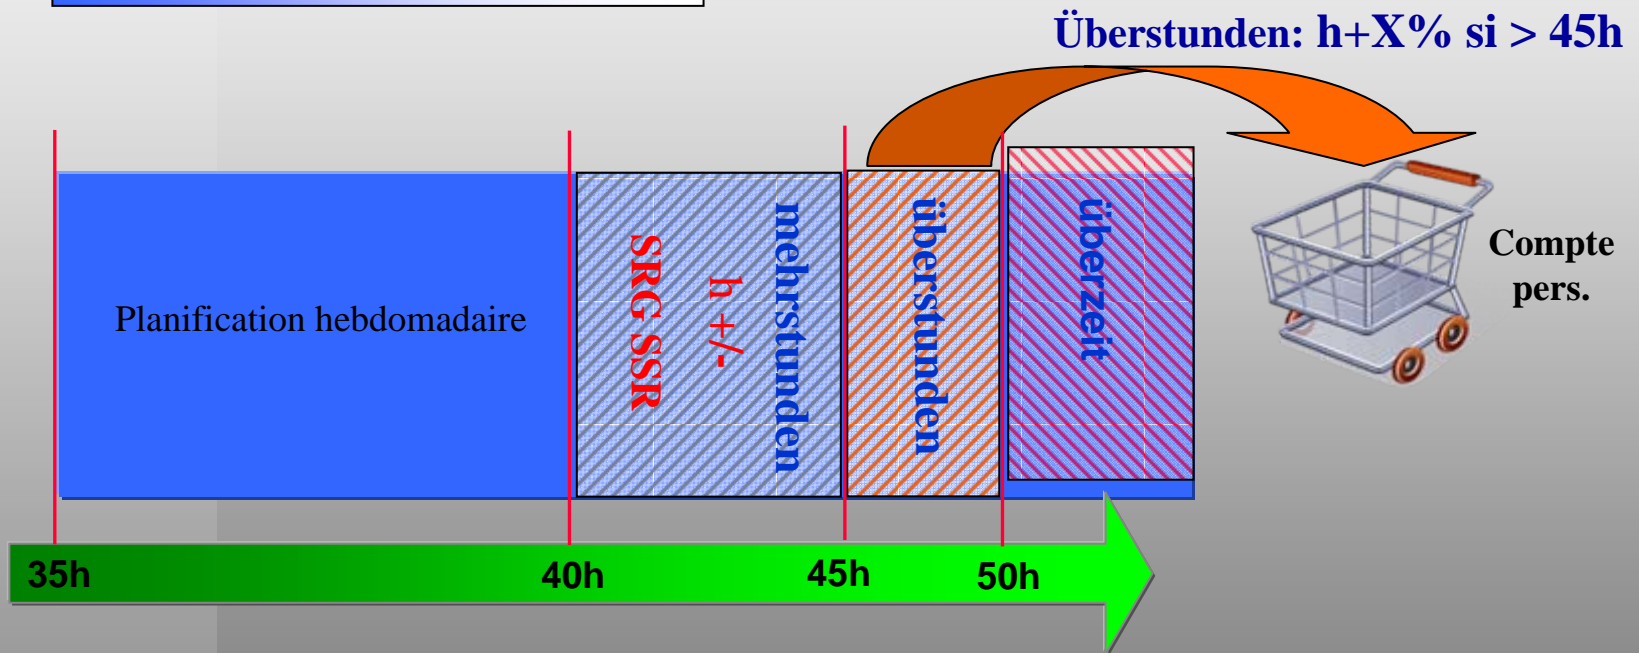 Überstunden: h+X% si > 45h
Planification hebdomadaire
SRG SSR
h +/-
mehrstunden
überstunden
überzeit
Compte
pers.
35h
40h
45h
50h